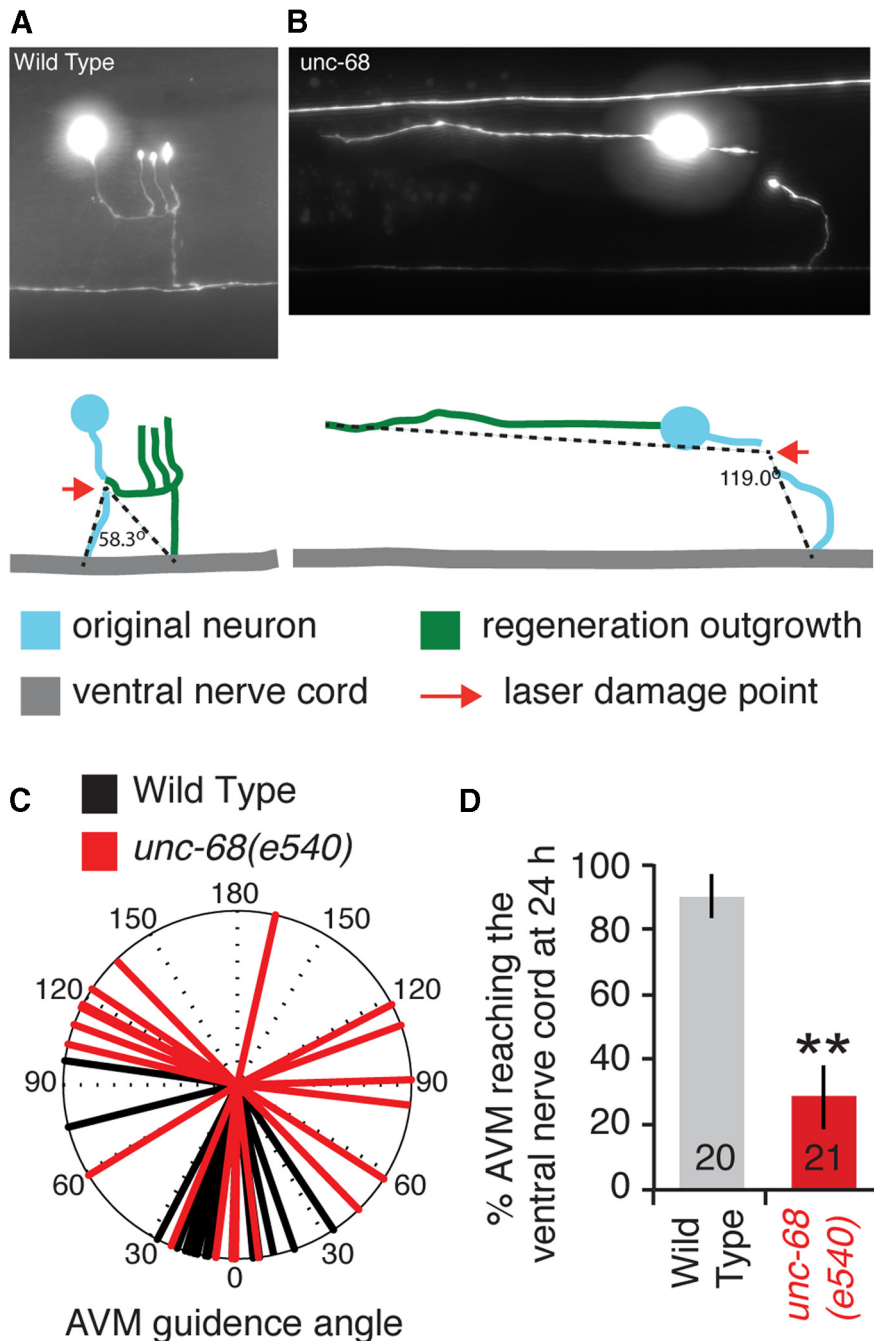 A
B
Wild Type
unc-68
58.3o
119.0o
original neuron
regeneration outgrowth
ventral nerve cord
laser damage point
C
Wild Type
unc-68(e540)
180
150
150
120
120
90
90
60
60
30
30
0
AVM guidence angle
D
% AVM reaching the
ventral nerve cord at 24 h
100
80
60
40
20
0
**
20
21
Wild
Type
unc-68
(e540)